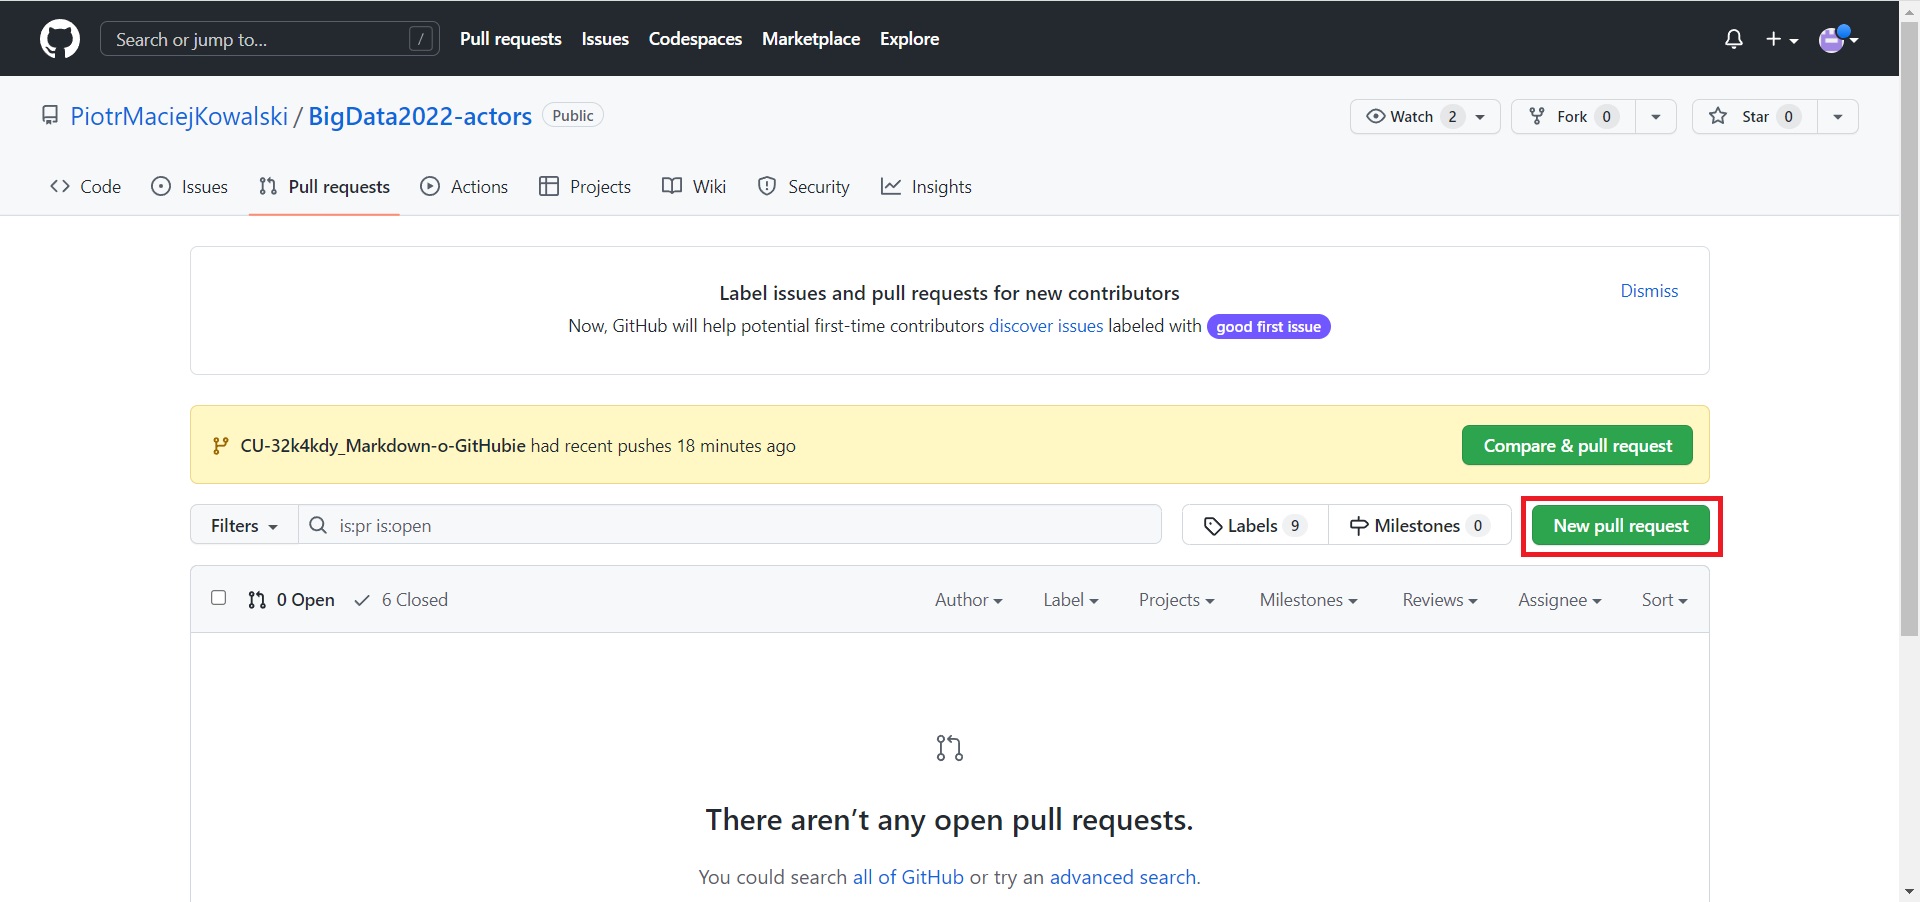 Search or jump to... / Pull requests Issues Codespaces Marketplace Explore
PiotrMaciejKowalski / BigData2022-actors Public Watch 2 Fork 0 Star 0
Code Issues Pull requests Actions Projects Wiki Security Insights
Label issues and pull requests for new contributors Dismiss
Now, GitHub will help potential first-time contributors discover issues labeled with good first issue
CU-32k4kdy_Markdown-o-GitHubie had recent pushes 18 minutes ago Compare & pull request
Filters is:pr is:open Labels 9 Milestones 0 New pull request
0 Open 6 Closed Author Label Projects Milestones Reviews Assignee Sort
There aren’t any open pull requests.
You could search all of GitHub or try an advanced search.